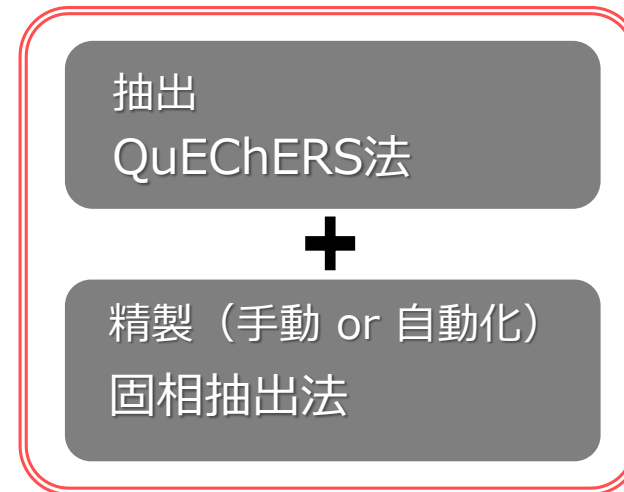 抽出
QuEChERS法
+
精製（手動 or 自動化）
固相抽出法